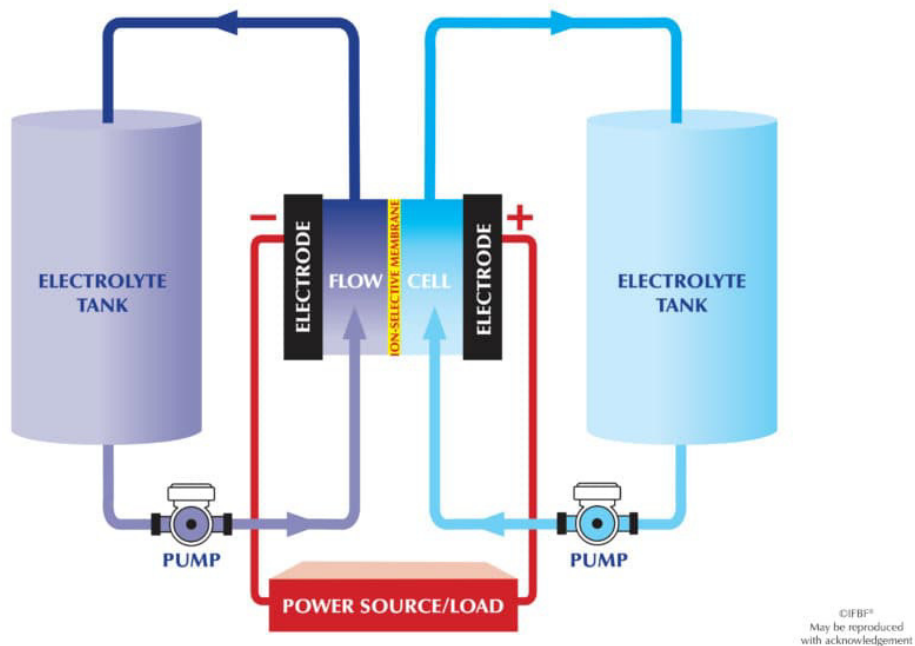 ELECTROLYTE
TANK
−
ELECTRODE
FLOW
ION-SELECTIVE MEMBRANE
CELL
ELECTRODE
+
ELECTROLYTE
TANK
PUMP
PUMP
POWER SOURCE/LOAD
©IFBF®
May be reproduced
with acknowledgement